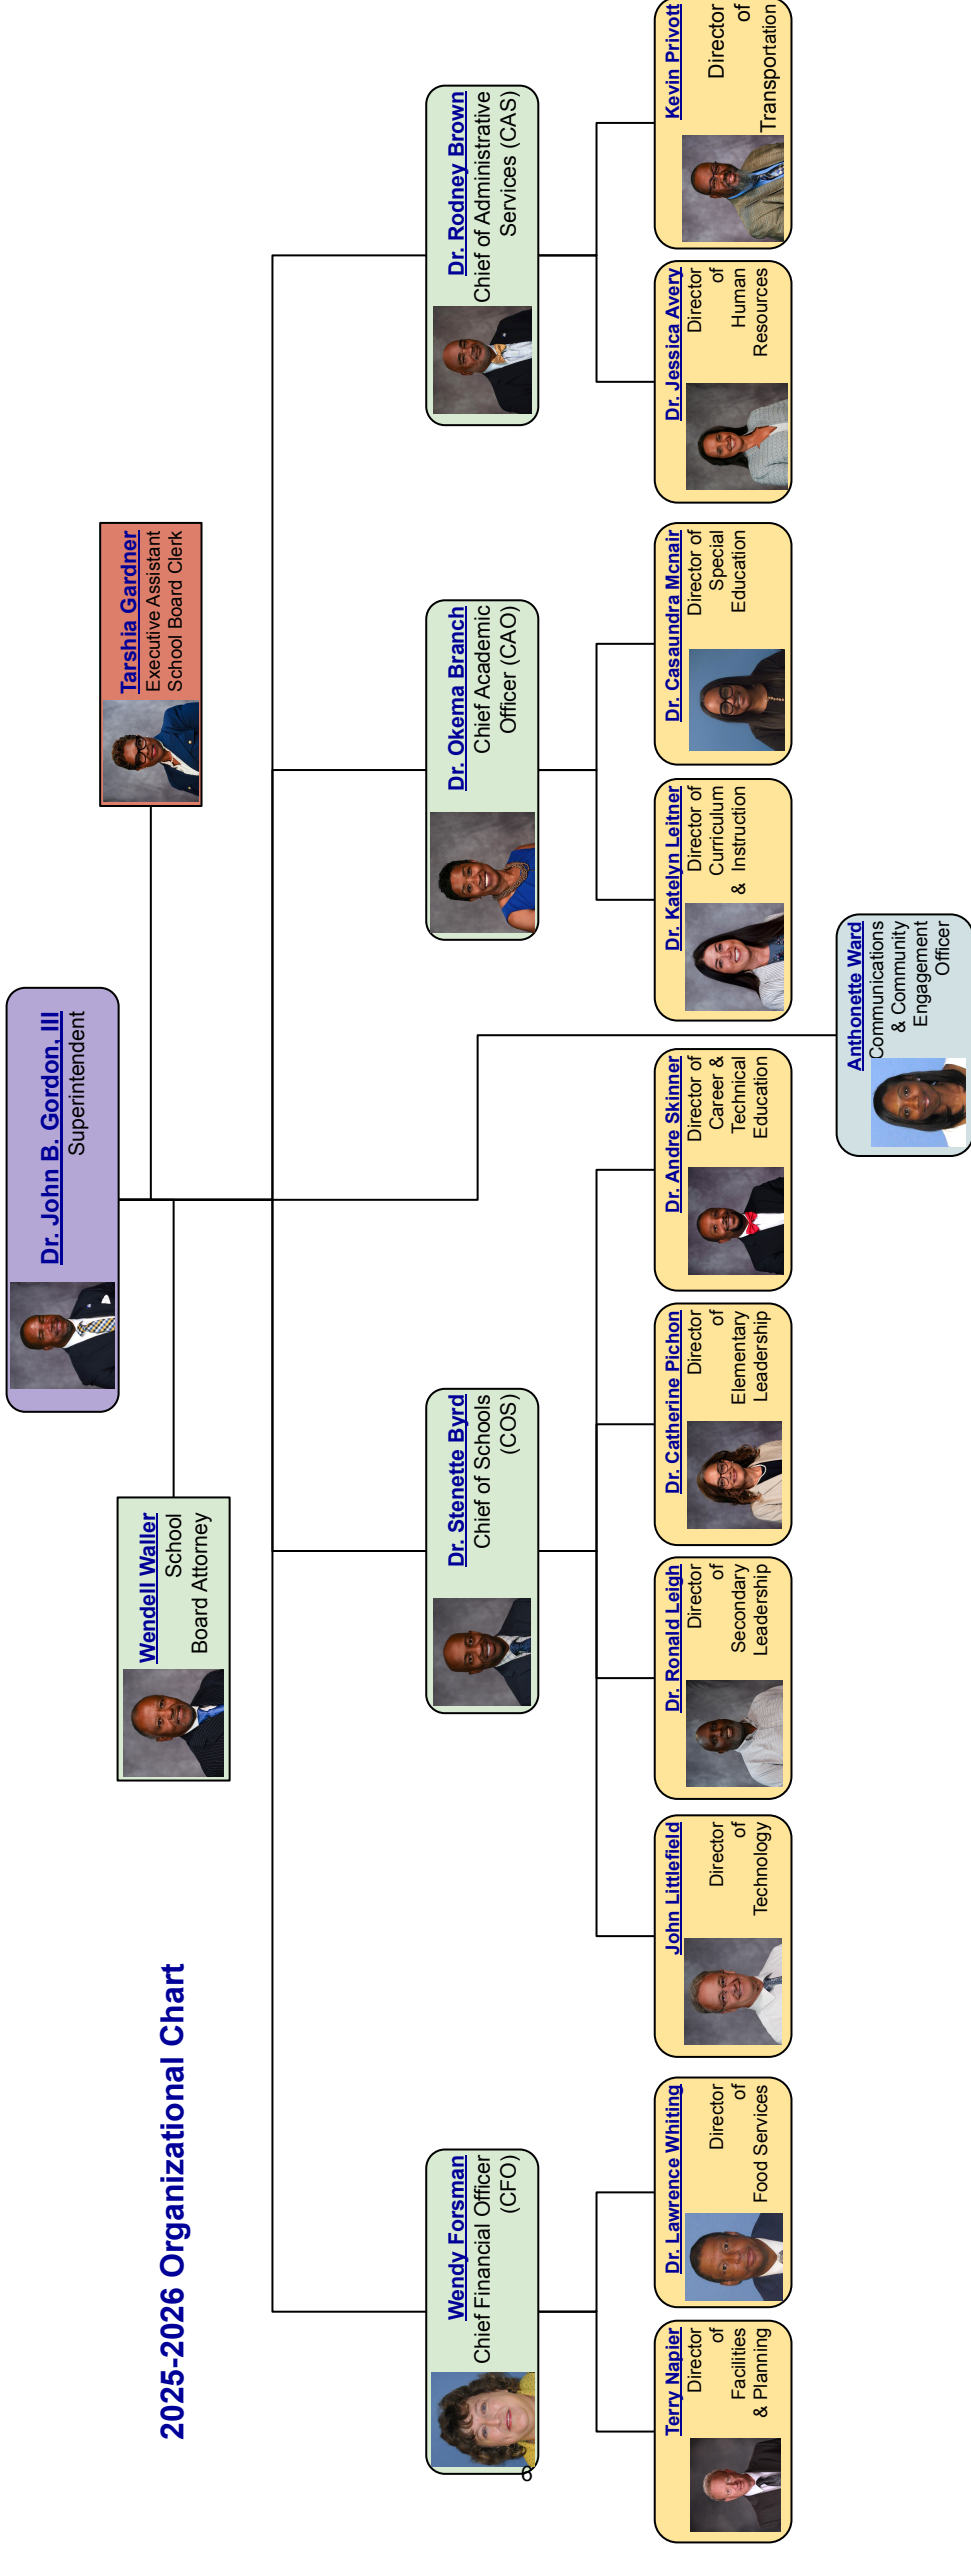 2025-2026 Organizational Chart
Dr. John B. Gordon, III
Superintendent
Wendell Waller
School
Board Attorney
Tarshia Gardner
Executive Assistant
School Board Clerk
Wendy Forsman
Chief Financial Officer
(CFO)
Dr. Stenette Byrd
Chief of Schools
(COS)
Dr. Okema Branch
Chief Academic
Officer (CAO)
Dr. Rodney Brown
Chief of Administrative
Services (CAS)
Terry Napier
Director
of
Facilities
& Planning
Dr. Lawrence Whiting
Director
of
Food Services
John Littlefield
Director
of
Technology
Dr. Ronald Leigh
Director
of
Secondary
Leadership
Dr. Catherine Pichon
Director
of
Elementary
Leadership
Dr. Andre Skinner
Director of
Career &
Technical
Education
Dr. Katelyn Leitner
Director of
Curriculum
& Instruction
Dr. Casaundra Mcnair
Director of
Special
Education
Dr. Jessica Avery
Director
of
Human
Resources
Kevin Privott
Director
of
Transportation
Anthonette Ward
Communications
& Community
Engagement
Officer
6